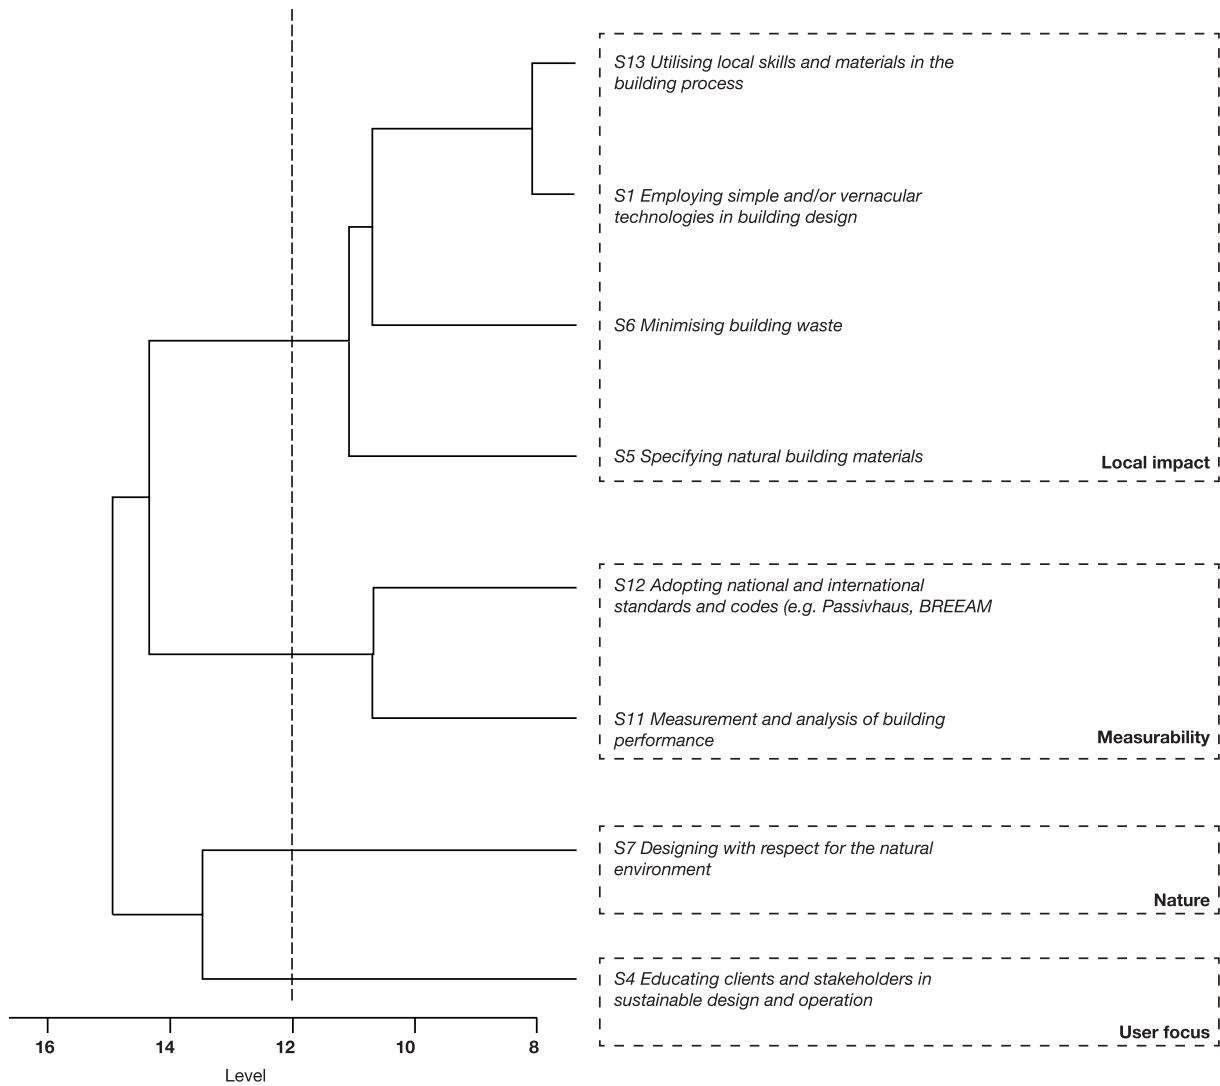 S13 Utilising local skills and materials in the
building process
S1 Employing simple and/or vernacular
technologies in building design
S6 Minimising building waste
S5 Specifying natural building materials
Local impact
S12 Adopting national and international
standards and codes (e.g. Passivhaus, BREEAM
S11 Measurement and analysis of building
performance
Measurability
S7 Designing with respect for the natural
environment
Nature
S4 Educating clients and stakeholders in
sustainable design and operation
User focus
16 14 12 10 8
Level